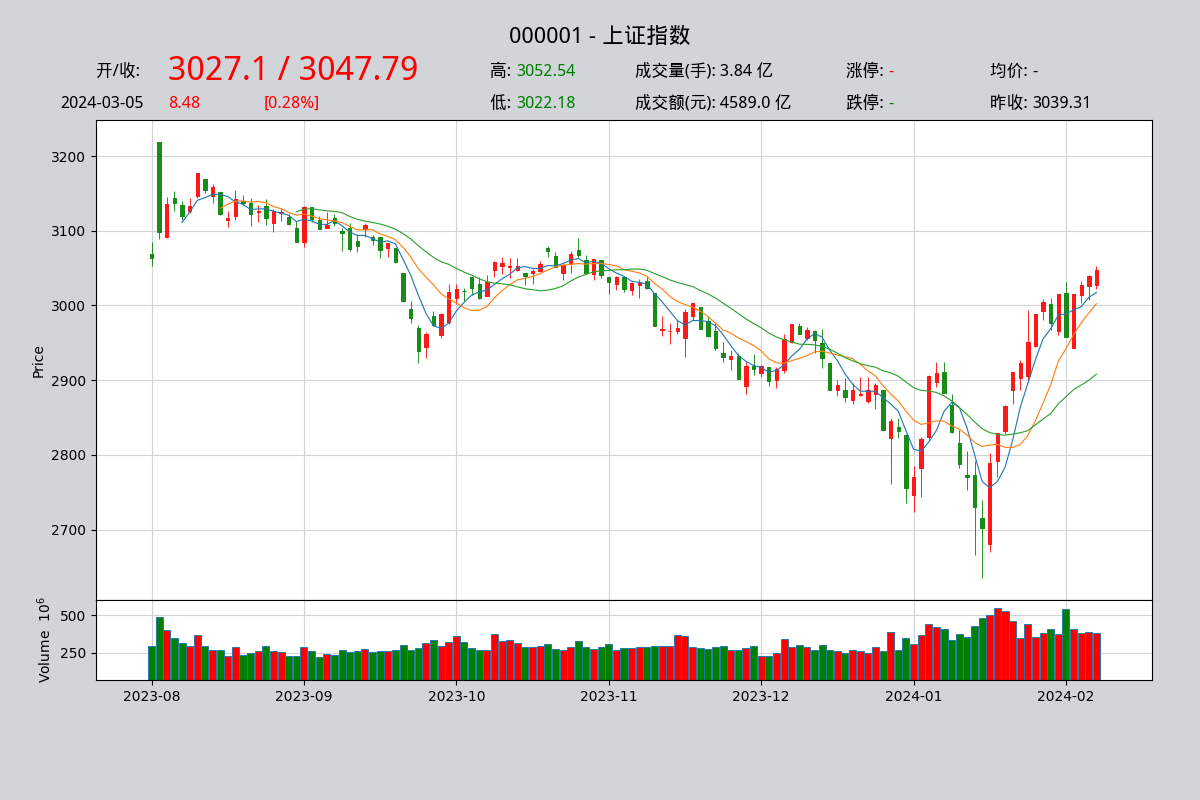 000001 - 上证指数
开/收: 3027.1 / 3047.79 高: 3052.54 成交量(手): 3.84 亿 涨停: - 均价: -
2024-03-05 8.48 [0.28%] 低: 3022.18 成交额(元): 4589.0 亿 跌停: - 昨收: 3039.31
3200
3100
3000
2900
2800
2700
Price
500
250
Volume 10⁶
2023-08 2023-09 2023-10 2023-11 2023-12 2024-01 2024-02